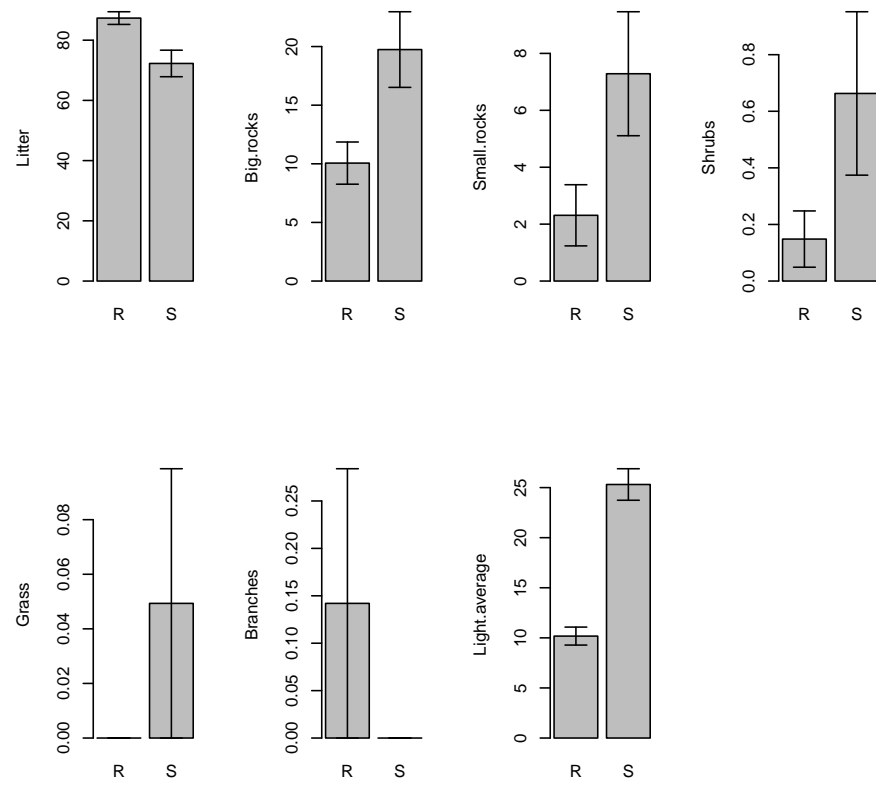 Litter
0
20
40
60
80
R S
Big.rocks
0
5
10
15
20
R S
Small.rocks
0
2
4
6
8
R S
Shrubs
0.0
0.2
0.4
0.6
0.8
R S
Grass
0.00
0.02
0.04
0.06
0.08
R S
Branches
0.00
0.05
0.10
0.15
0.20
0.25
R S
Light.average
0
5
10
15
20
25
R S